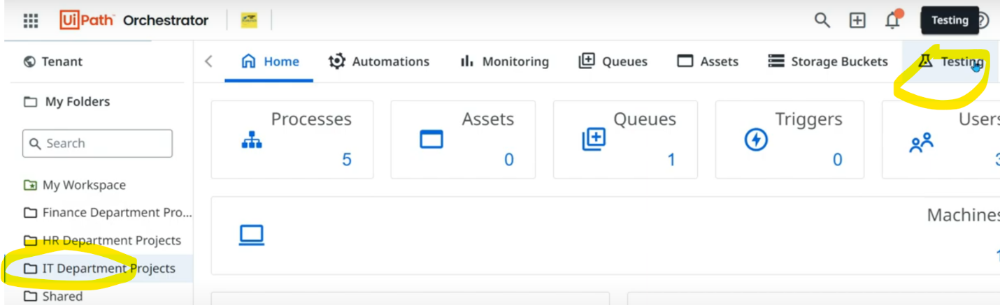 UiPath Orchestrator
Testing
Tenant
Home Automations Monitoring Queues Assets Storage Buckets Testing
My Folders
Search
My Workspace
Finance Department Pro...
HR Department Projects
IT Department Projects
Shared
Processes
5
Assets
0
Queues
1
Triggers
0
Users
3
Machines
1